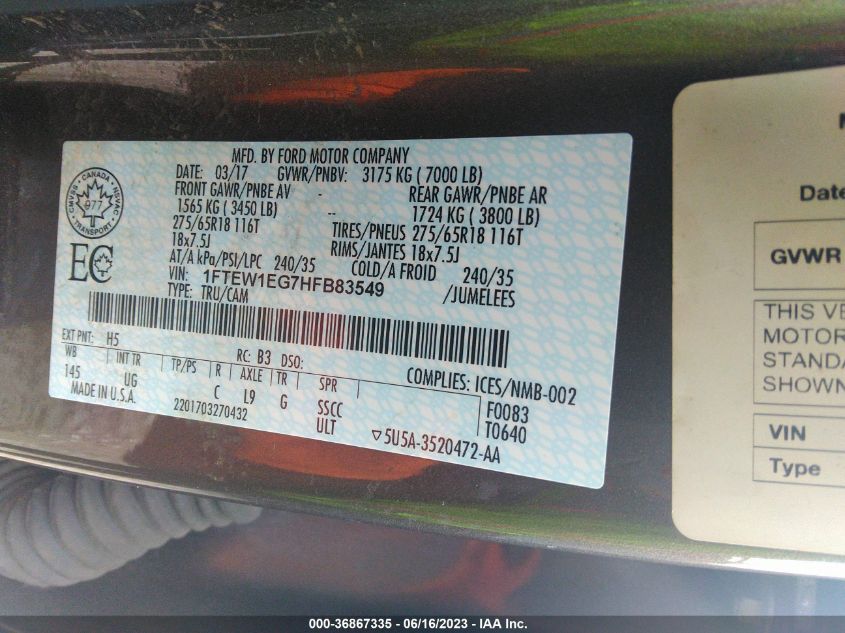 MFD. BY FORD MOTOR COMPANY
DATE: 03/17 GVWR/PNBV: 3175 KG ( 7000 LB)
FRONT GAWR/PNBE AV - REAR GAWR/PNBE AR
1565 KG ( 3450 LB) -- 1724 KG ( 3800 LB)
275/65R18 116T TIRES/PNEUS 275/65R18 116T
18x7.5J RIMS/JANTES 18x7.5J
AT/A kPa/PSI/LPC 240/35 COLD/A FROID 240/35
VIN: 1FTEW1EG7HFB83549 /JUMELEES
TYPE: TRU/CAM
CMVSS CANADA NSVAC
977
TRANSPORT
EC
EXT PNT: H5 RC: B3 DSO:
WB INT TR TP/PS R AXLE TR SPR COMPLIES: ICES/NMB-002
145 UG C L9 G SSCC F0083
MADE IN U.S.A. 2201703270432 ULT T0640
5U5A-3520472-AA
Date
GVWR
THIS VE
MOTOR
STANDA
SHOWN
VIN
Type
000-36867335 - 06/16/2023 - IAA Inc.